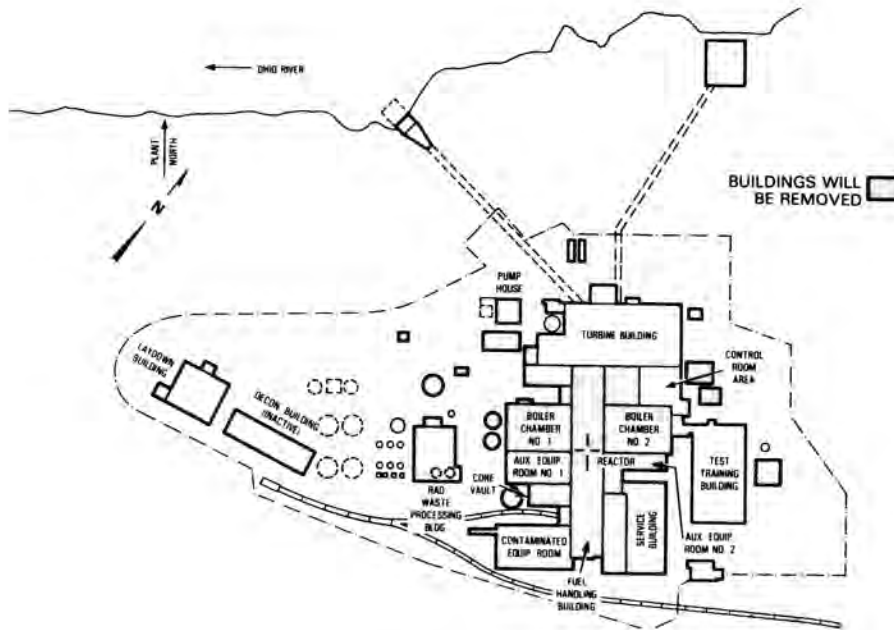 OHIO RIVER
PLANT
NORTH
N
BUILDINGS WILL
BE REMOVED
PUMP
HOUSE
TURBINE BUILDING
CONTROL
ROOM
AREA
LAYDOWN
BUILDING
DECON BUILDING
(INACTIVE)
BOILER
CHAMBER
NO. 1
BOILER
CHAMBER
NO. 2
AUX EQUIP.
ROOM NO. 1
REACTOR
TEST
TRAINING
BUILDING
CORE
VAULT
RAD
WASTE
PROCESSING
BLDG
CONTAMINATED
EQUIP ROOM
SERVICE
BUILDING
AUX EQUIP.
ROOM NO. 2
FUEL
HANDLING
BUILDING